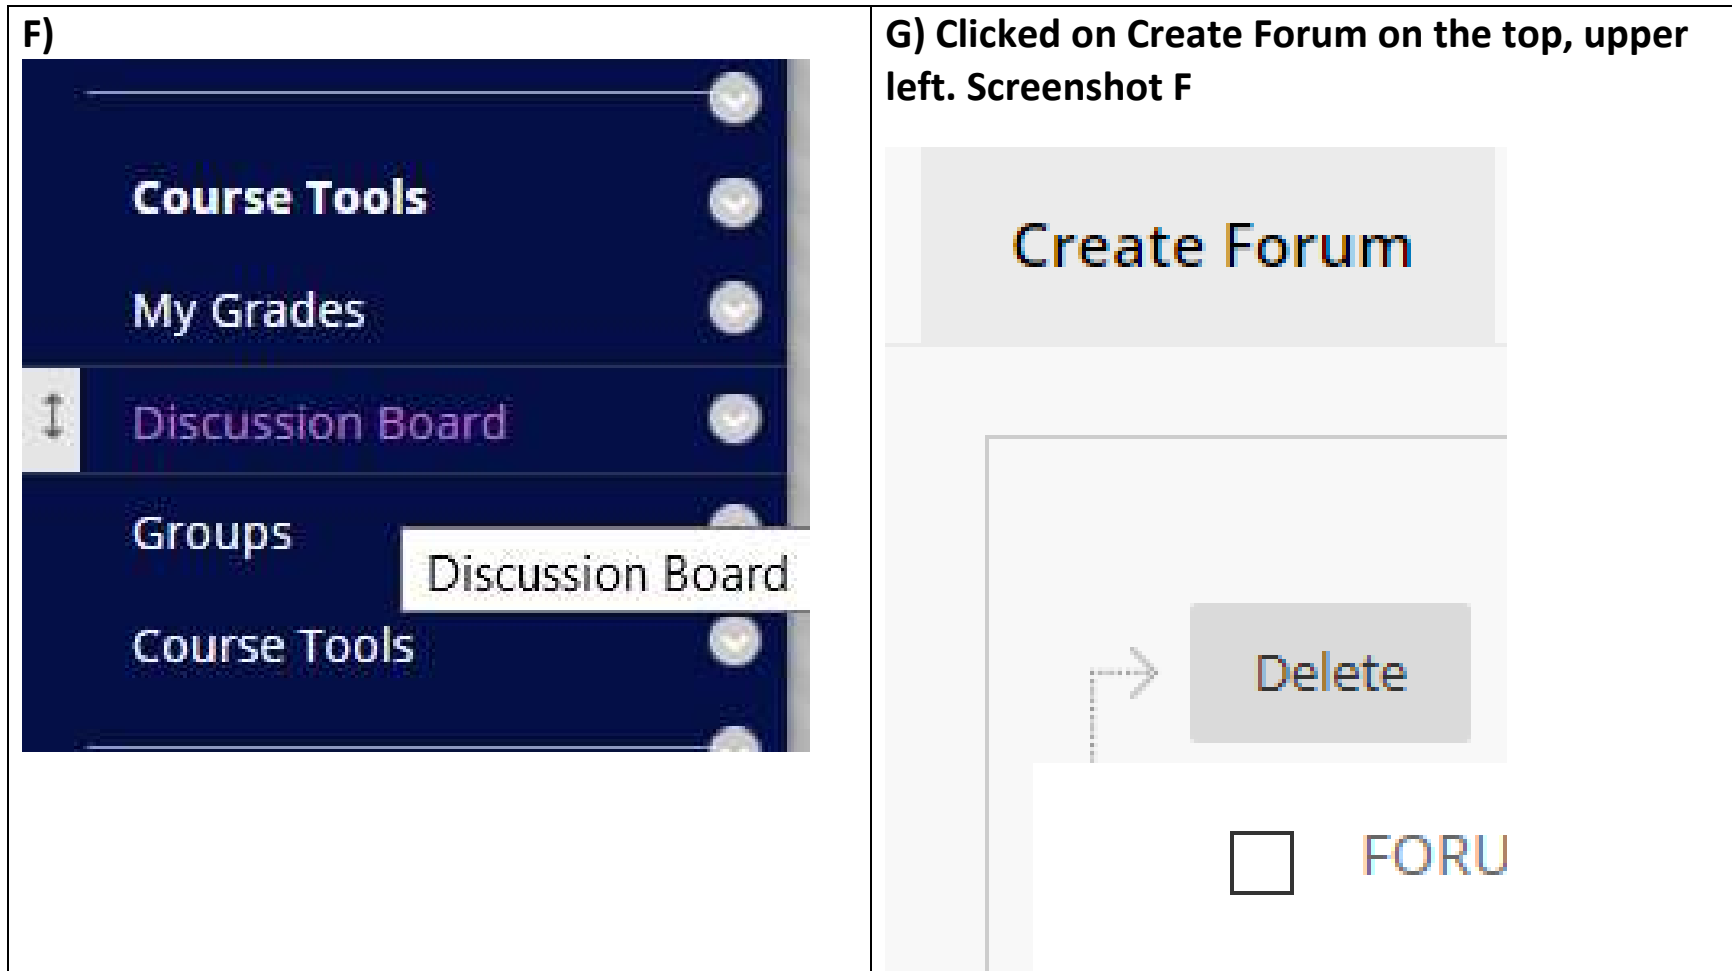 F)
Course Tools
My Grades
Discussion Board
Groups
Discussion Board
Course Tools
G) Clicked on Create Forum on the top, upper
left. Screenshot F
Create Forum
Delete
FORU